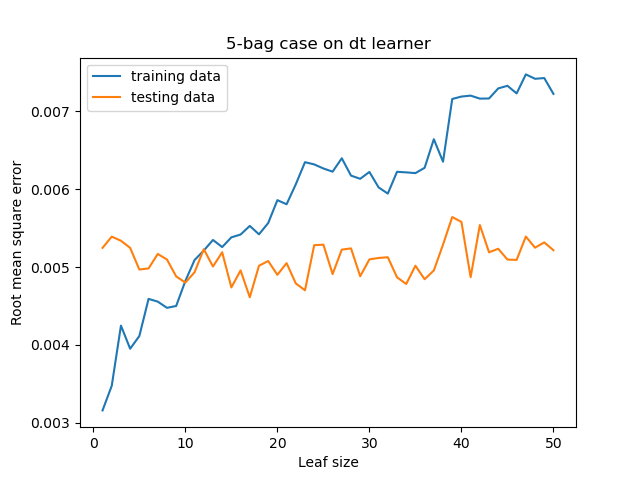 5-bag case on dt learner
training data
testing data
0.007
0.006
0.005
0.004
0.003
Root mean square error
0 10 20 30 40 50
Leaf size